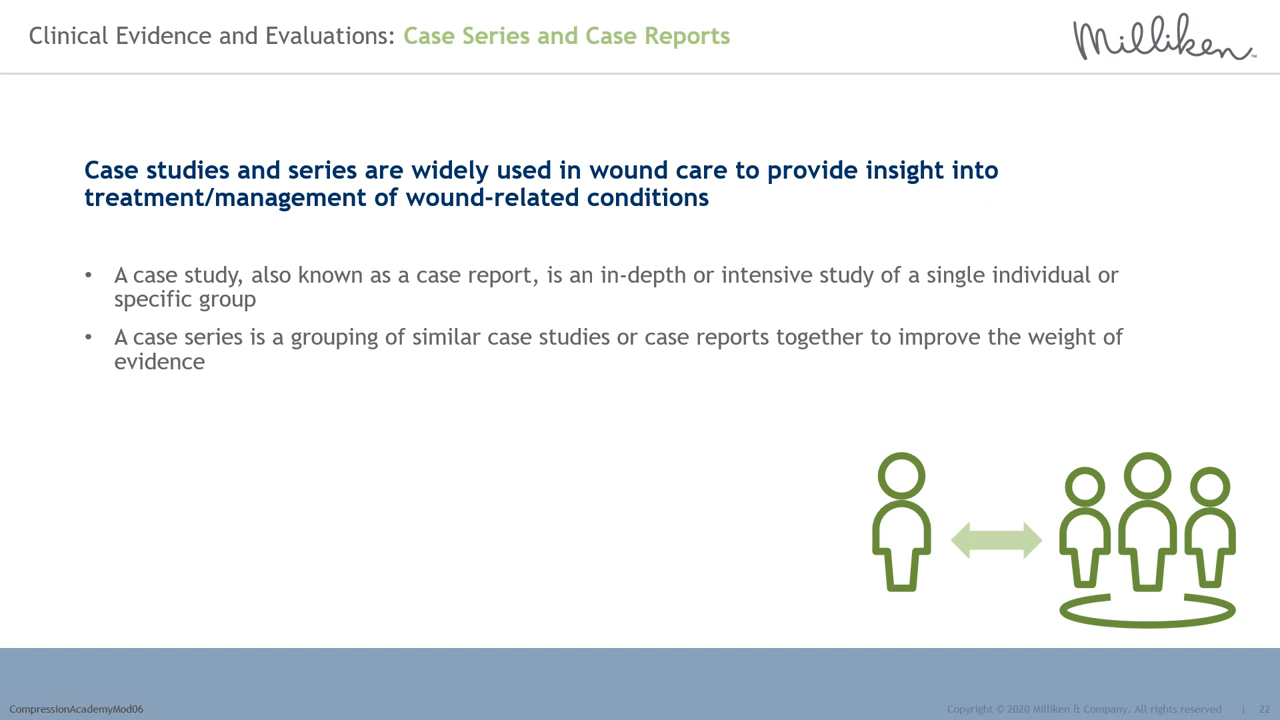 Clinical Evidence and Evaluations: Case Series and Case Reports
Milliken™
Case studies and series are widely used in wound care to provide insight into
treatment/management of wound-related conditions
• A case study, also known as a case report, is an in-depth or intensive study of a single individual or
specific group
• A case series is a grouping of similar case studies or case reports together to improve the weight of
evidence
CompressionAcademyMod06
Copyright © 2020 Milliken & Company. All rights reserved | 22